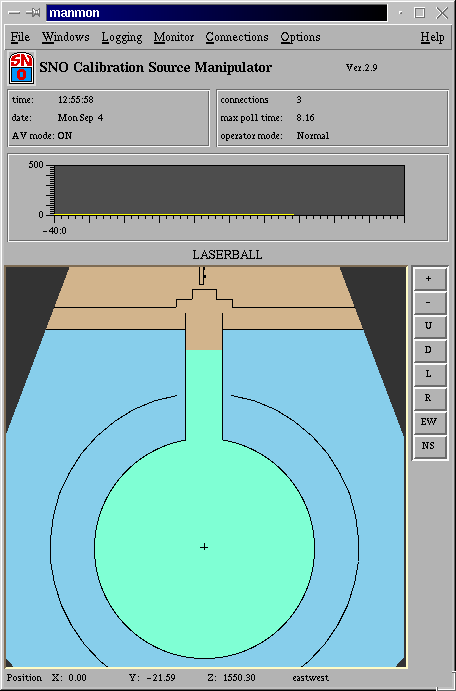 manmon
File Windows Logging Monitor Connections Options Help
SNO SNO Calibration Source Manipulator Ver.2.9
time: 12:55:58
date: Mon Sep 4
AV mode: ON
connections 3
max poll time: 8.16
operator mode: Normal
500
0
-40:0
LASERBALL
+
-
U
D
L
R
EW
NS
Position X: 0.00 Y: -21.59 Z: 1550.30 eastwest